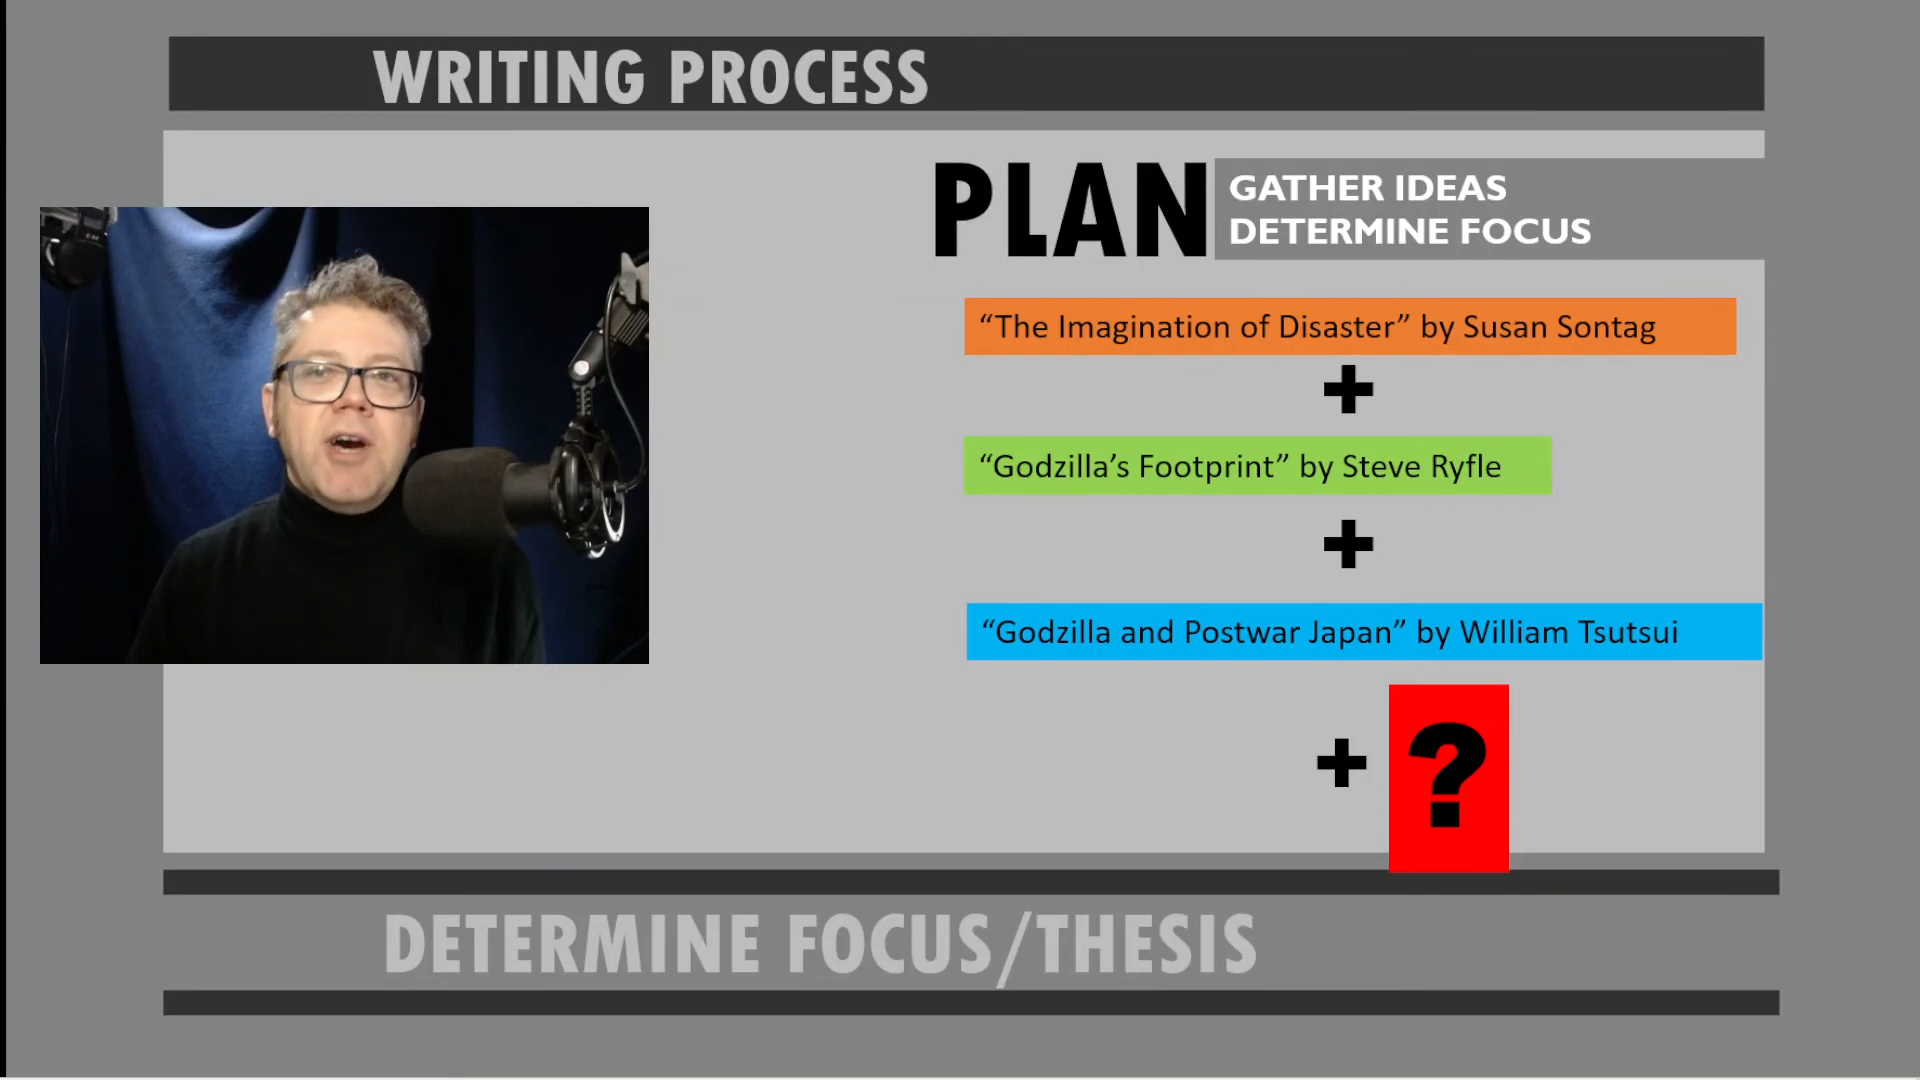 WRITING PROCESS
PLAN
GATHER IDEAS
DETERMINE FOCUS
“The Imagination of Disaster” by Susan Sontag
+
“Godzilla’s Footprint” by Steve Ryfle
+
“Godzilla and Postwar Japan” by William Tsutsui
+ ?
DETERMINE FOCUS/THESIS